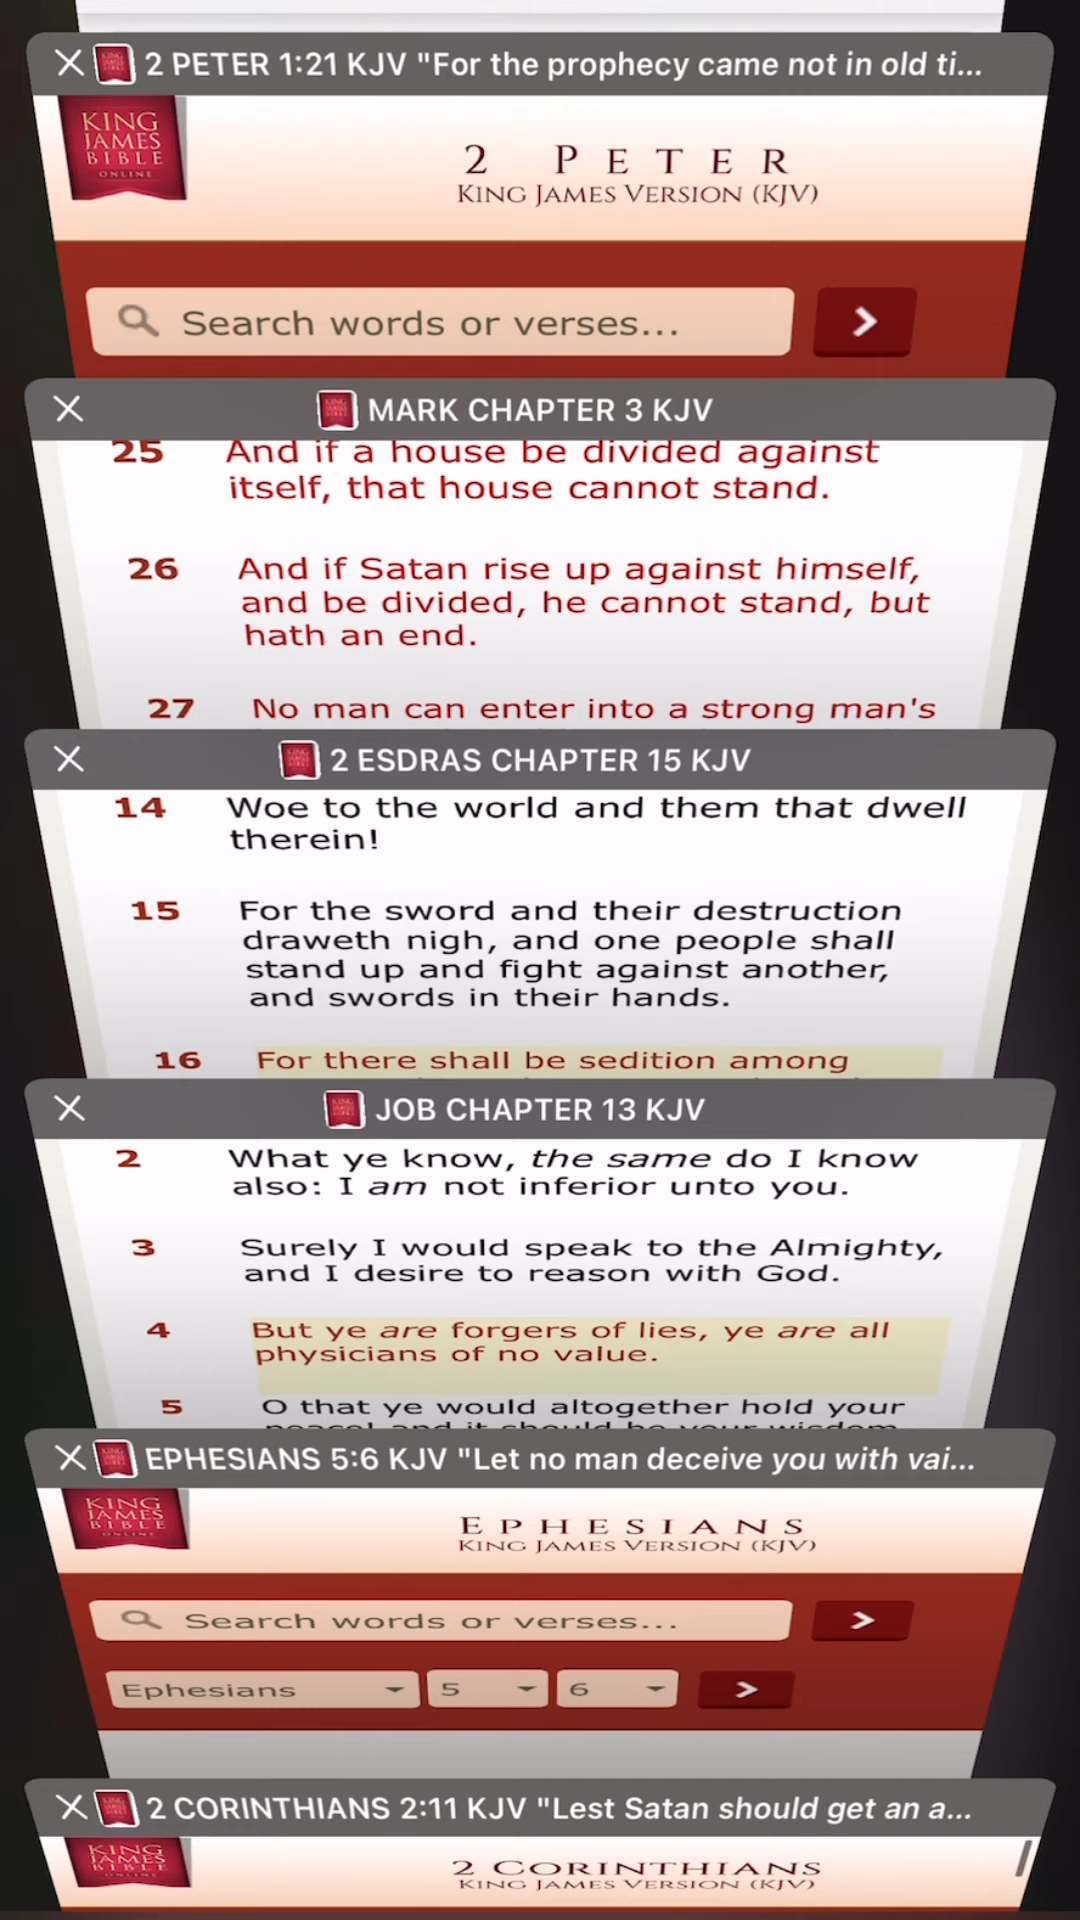 2 PETER 1:21 KJV "For the prophecy came not in old ti...
KING
JAMES
BIBLE
ONLINE
2 PETER
KING JAMES VERSION (KJV)
Search words or verses...
MARK CHAPTER 3 KJV
25 And if a house be divided against
itself, that house cannot stand.
26 And if Satan rise up against himself,
and be divided, he cannot stand, but
hath an end.
27 No man can enter into a strong man's
2 ESDRAS CHAPTER 15 KJV
14 Woe to the world and them that dwell
therein!
15 For the sword and their destruction
draweth nigh, and one people shall
stand up and fight against another,
and swords in their hands.
16 For there shall be sedition among
JOB CHAPTER 13 KJV
2 What ye know, the same do I know
also: I am not inferior unto you.
3 Surely I would speak to the Almighty,
and I desire to reason with God.
4 But ye are forgers of lies, ye are all
physicians of no value.
5 O that ye would altogether hold your
peace! and it should be your wisdom
EPHESIANS 5:6 KJV "Let no man deceive you with vai...
KING
JAMES
BIBLE
ONLINE
EPHESIANS
KING JAMES VERSION (KJV)
Search words or verses...
Ephesians 5 6
2 CORINTHIANS 2:11 KJV "Lest Satan should get an a...
KING
JAMES
BIBLE
ONLINE
2 CORINTHIANS
KING JAMES VERSION (KJV)